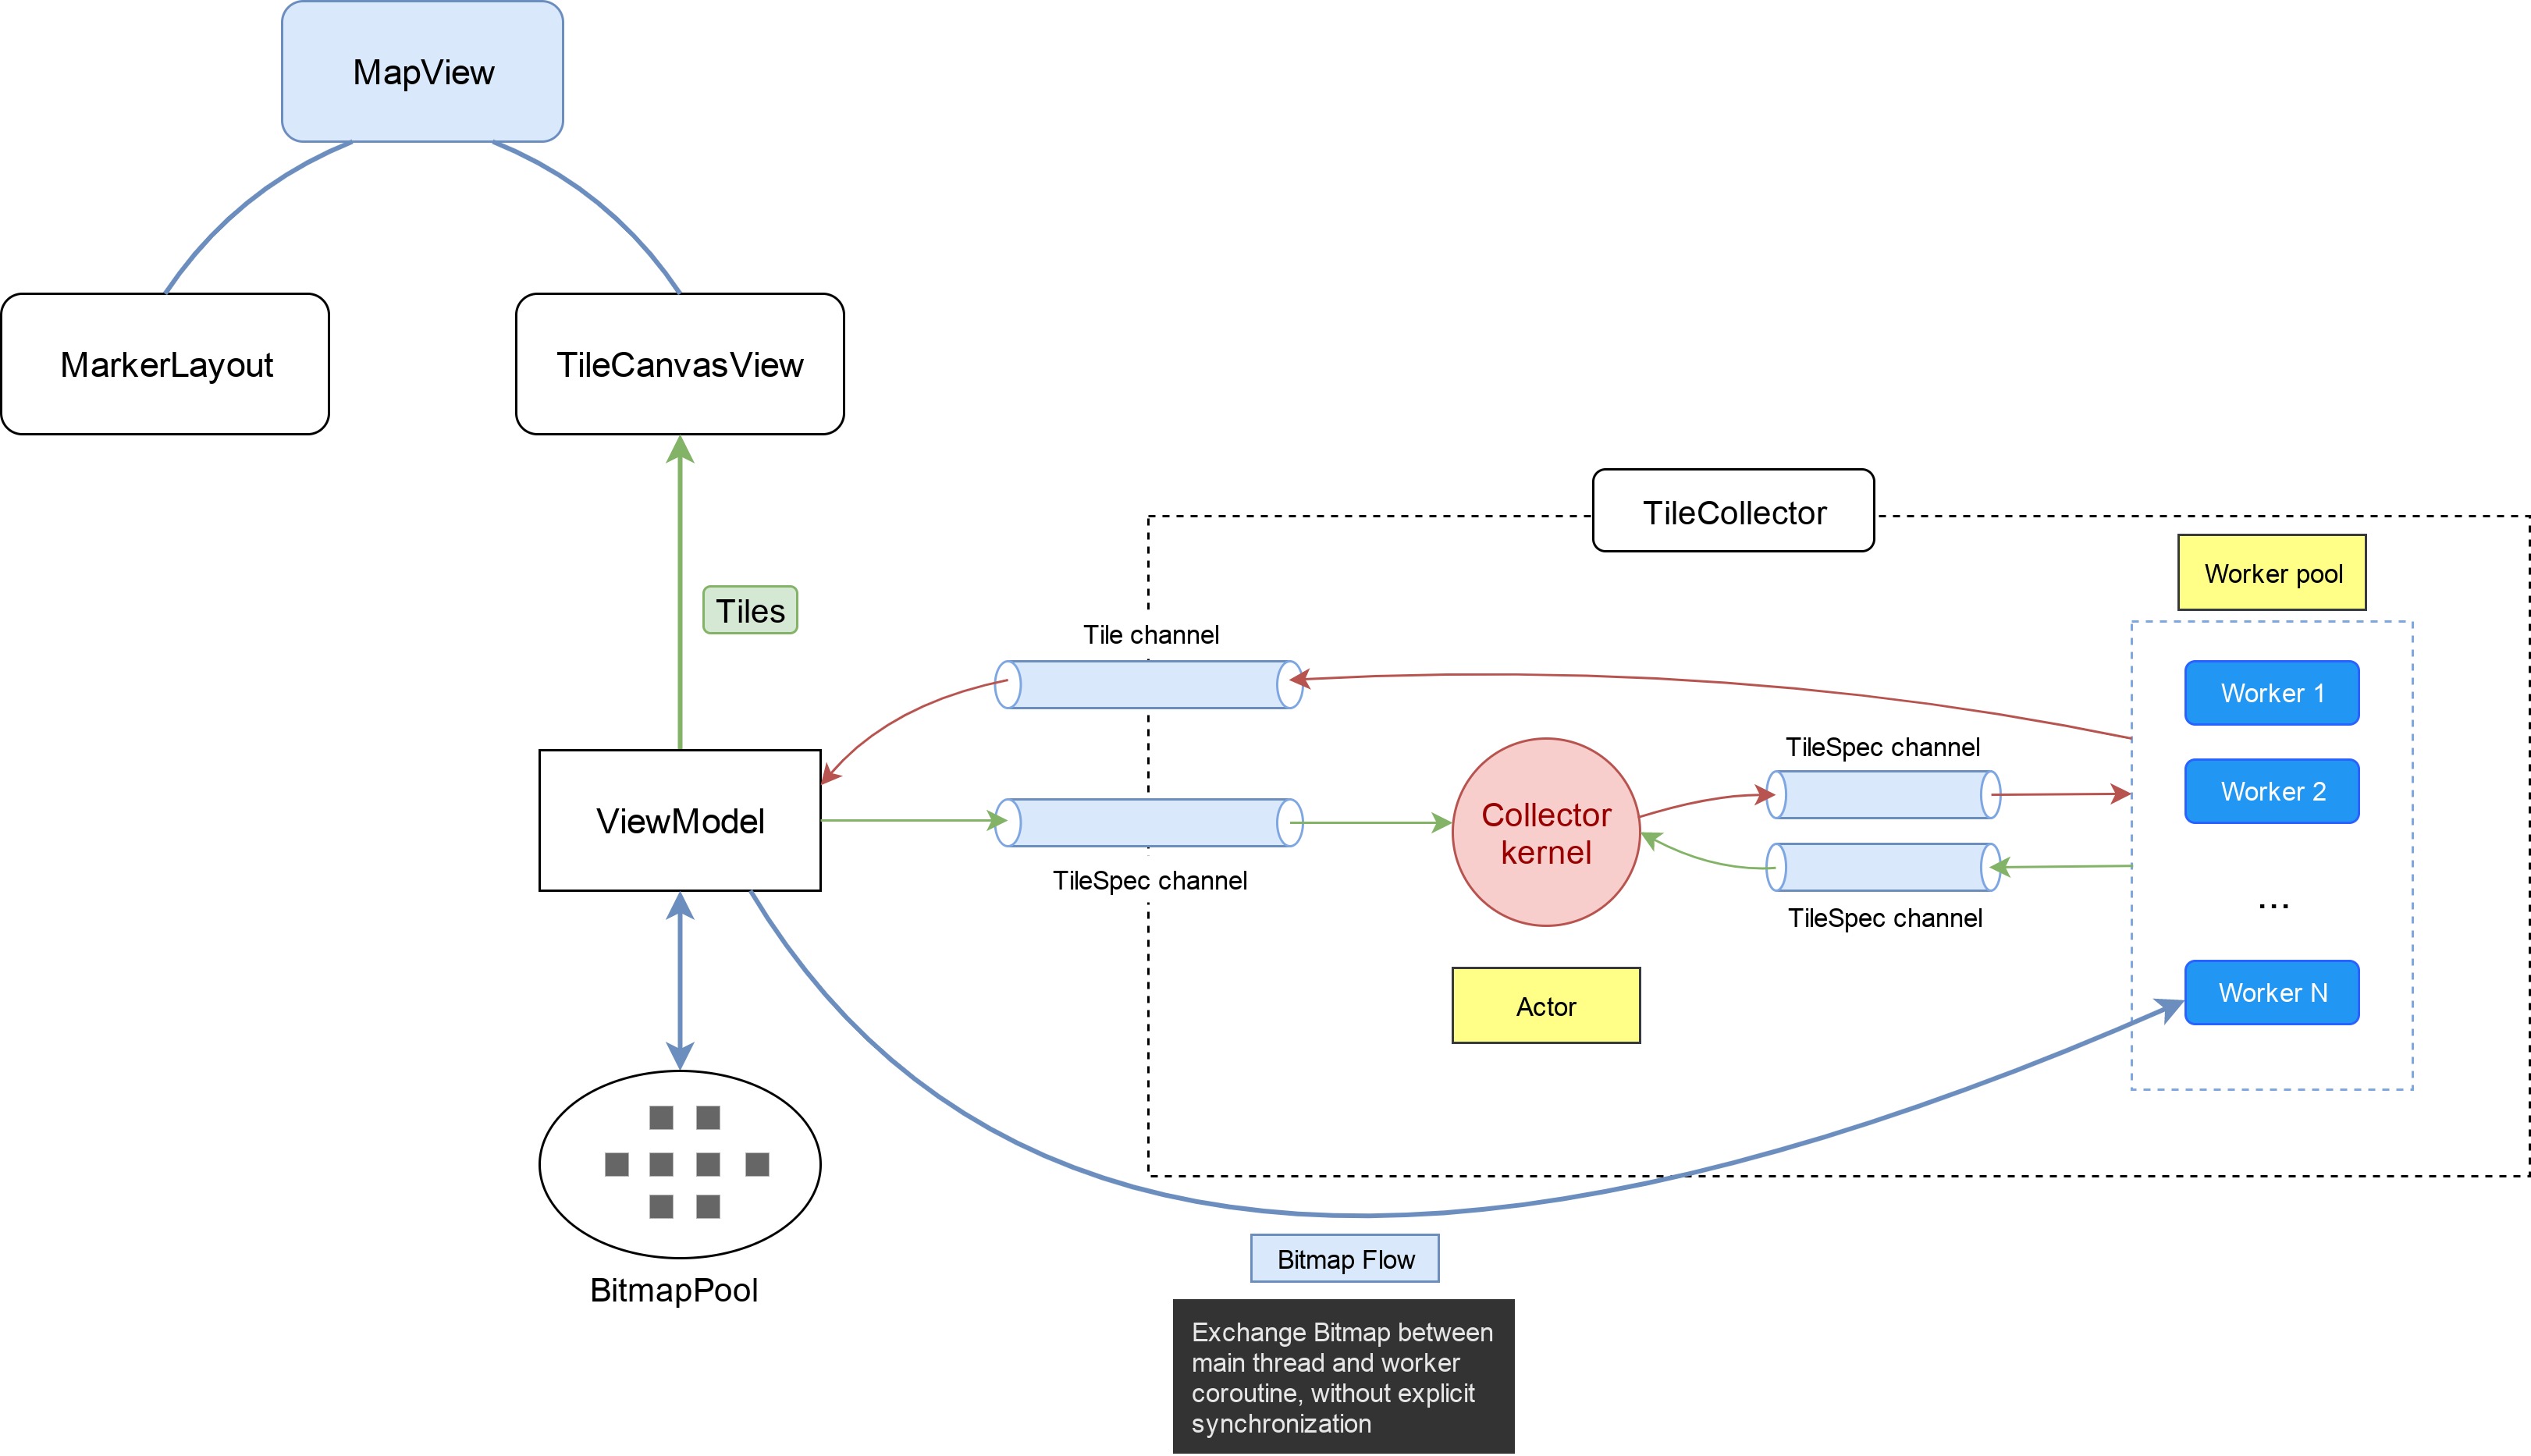 MapView
MarkerLayout
TileCanvasView
TileCollector
Worker pool
Tiles
Tile channel
Worker 1
TileSpec channel
Worker 2
ViewModel
Collector
kernel
TileSpec channel
TileSpec channel
...
Worker N
Actor
BitmapPool
Bitmap Flow
Exchange Bitmap between
main thread and worker
coroutine, without explicit
synchronization